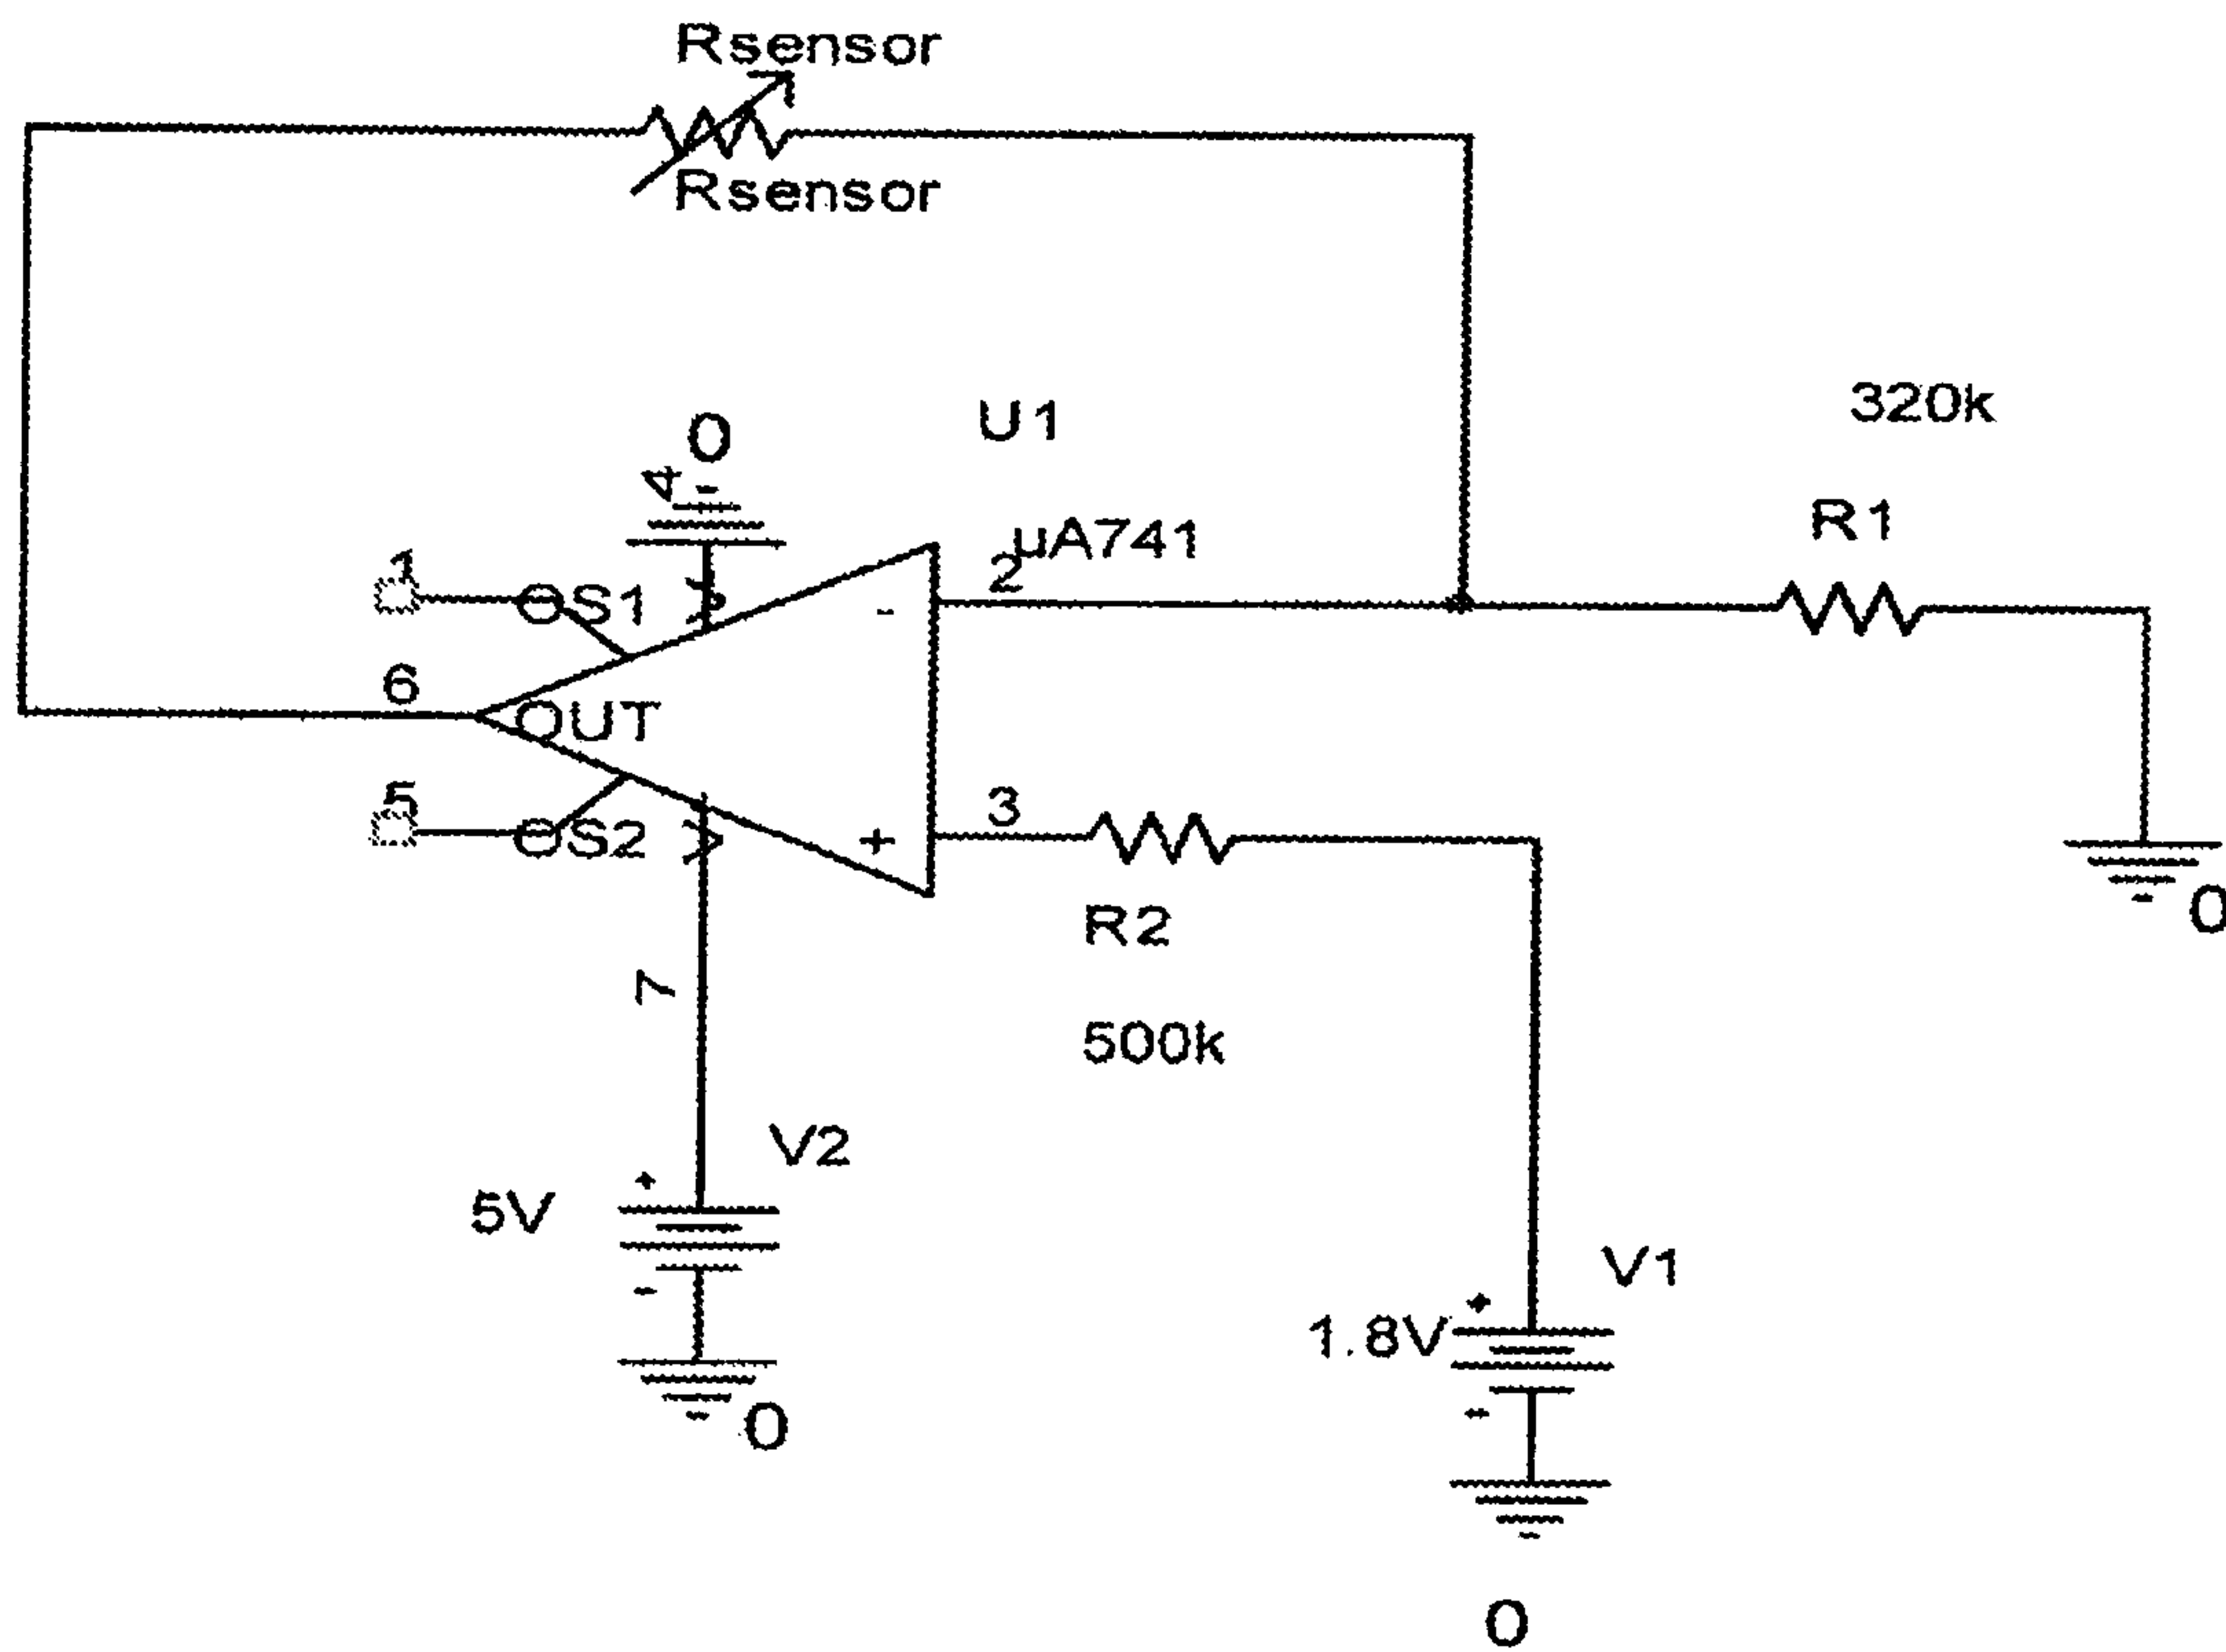 Rsensor
Rsensor
320k
0
U1
4
R1
µA741
2
1
OS1
-
6
OUT
5
3
OS2
+
R2
0
7
500k
V2
+
5V
-
V1
+
1.8V
-
0
0